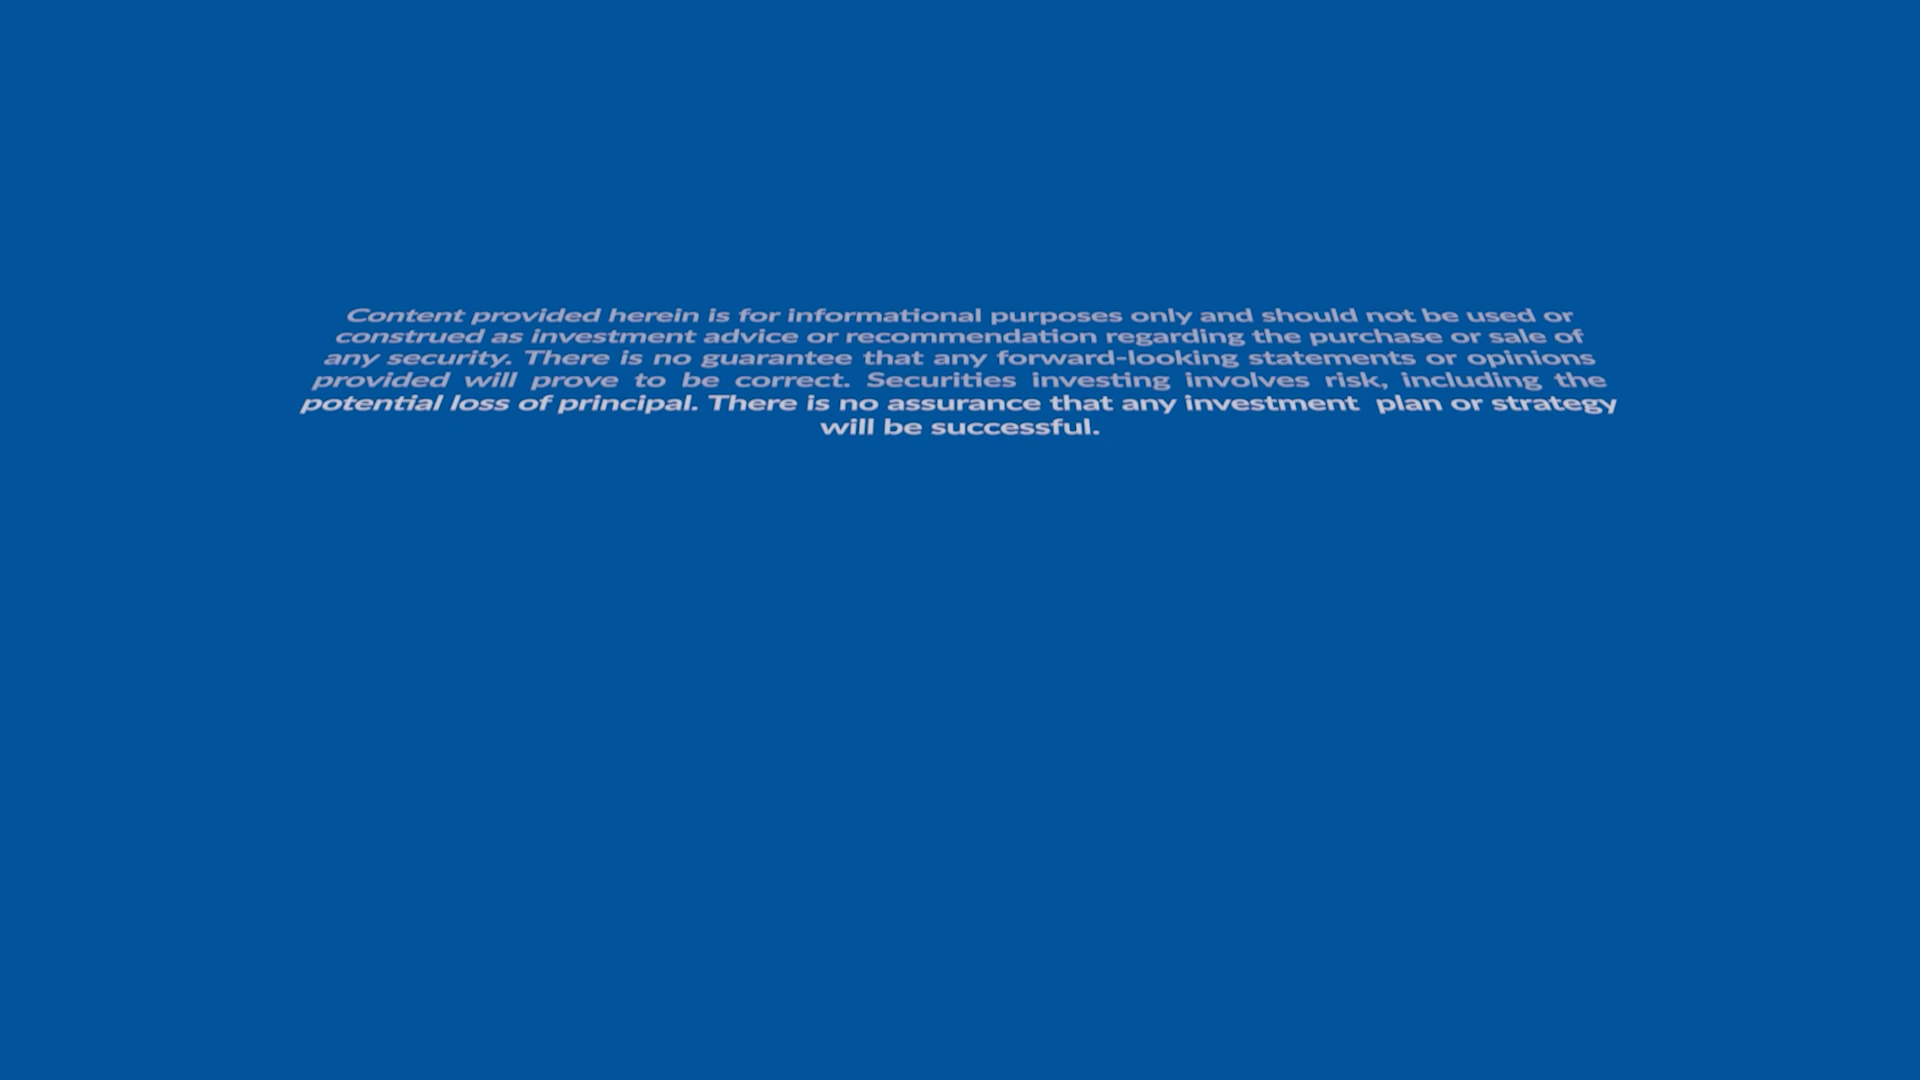 Content provided herein is for informational purposes only and should not be used or
construed as investment advice or recommendation regarding the purchase or sale of
any security. There is no guarantee that any forward-looking statements or opinions
provided will prove to be correct. Securities investing involves risk, including the
potential loss of principal. There is no assurance that any investment  plan or strategy
will be successful.